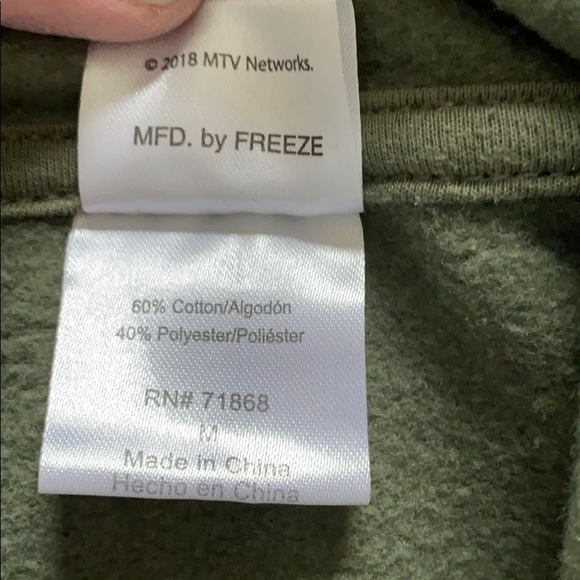 © 2018 MTV Networks.
MFD. by FREEZE
60% Cotton/Algodón
40% Polyester/Poliéster
RN# 71868
M
Made in China
Hecho en China